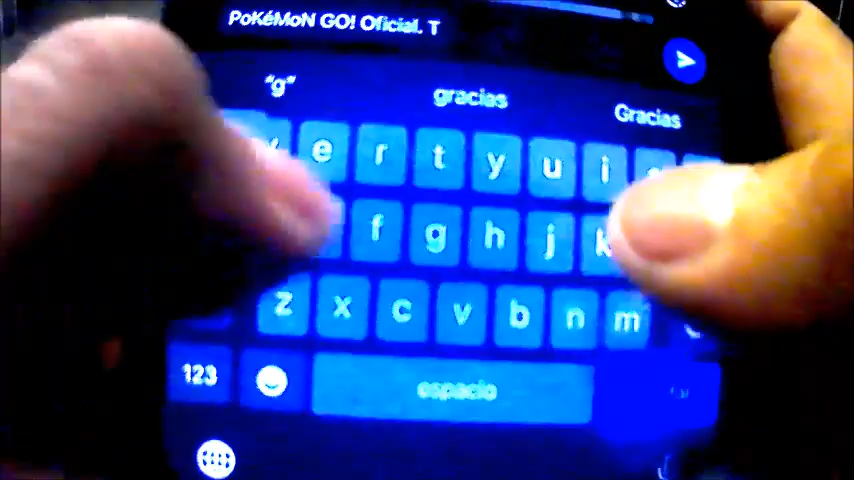 PoKéMoN GO! Oficial. T
"g" gracias Gracias
e r t y u i
f g h j k
z x c v b n m
123 espacio